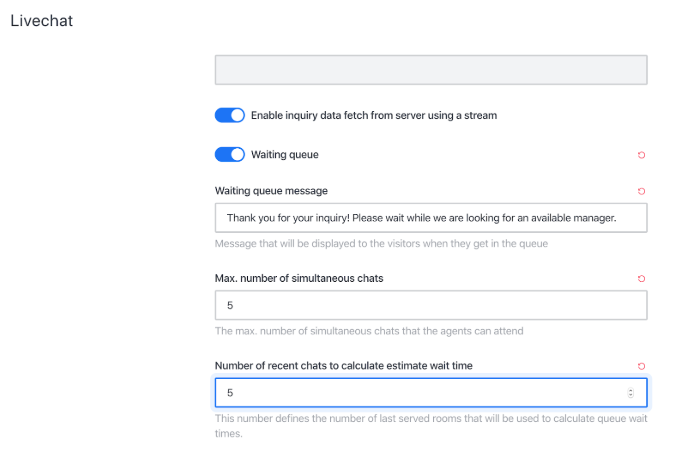 Livechat
Enable inquiry data fetch from server using a stream
Waiting queue
Waiting queue message
Thank you for your inquiry! Please wait while we are looking for an available manager.
Message that will be displayed to the visitors when they get in the queue
Max. number of simultaneous chats
5
The max. number of simultaneous chats that the agents can attend
Number of recent chats to calculate estimate wait time
5
This number defines the number of last served rooms that will be used to calculate queue wait
times.